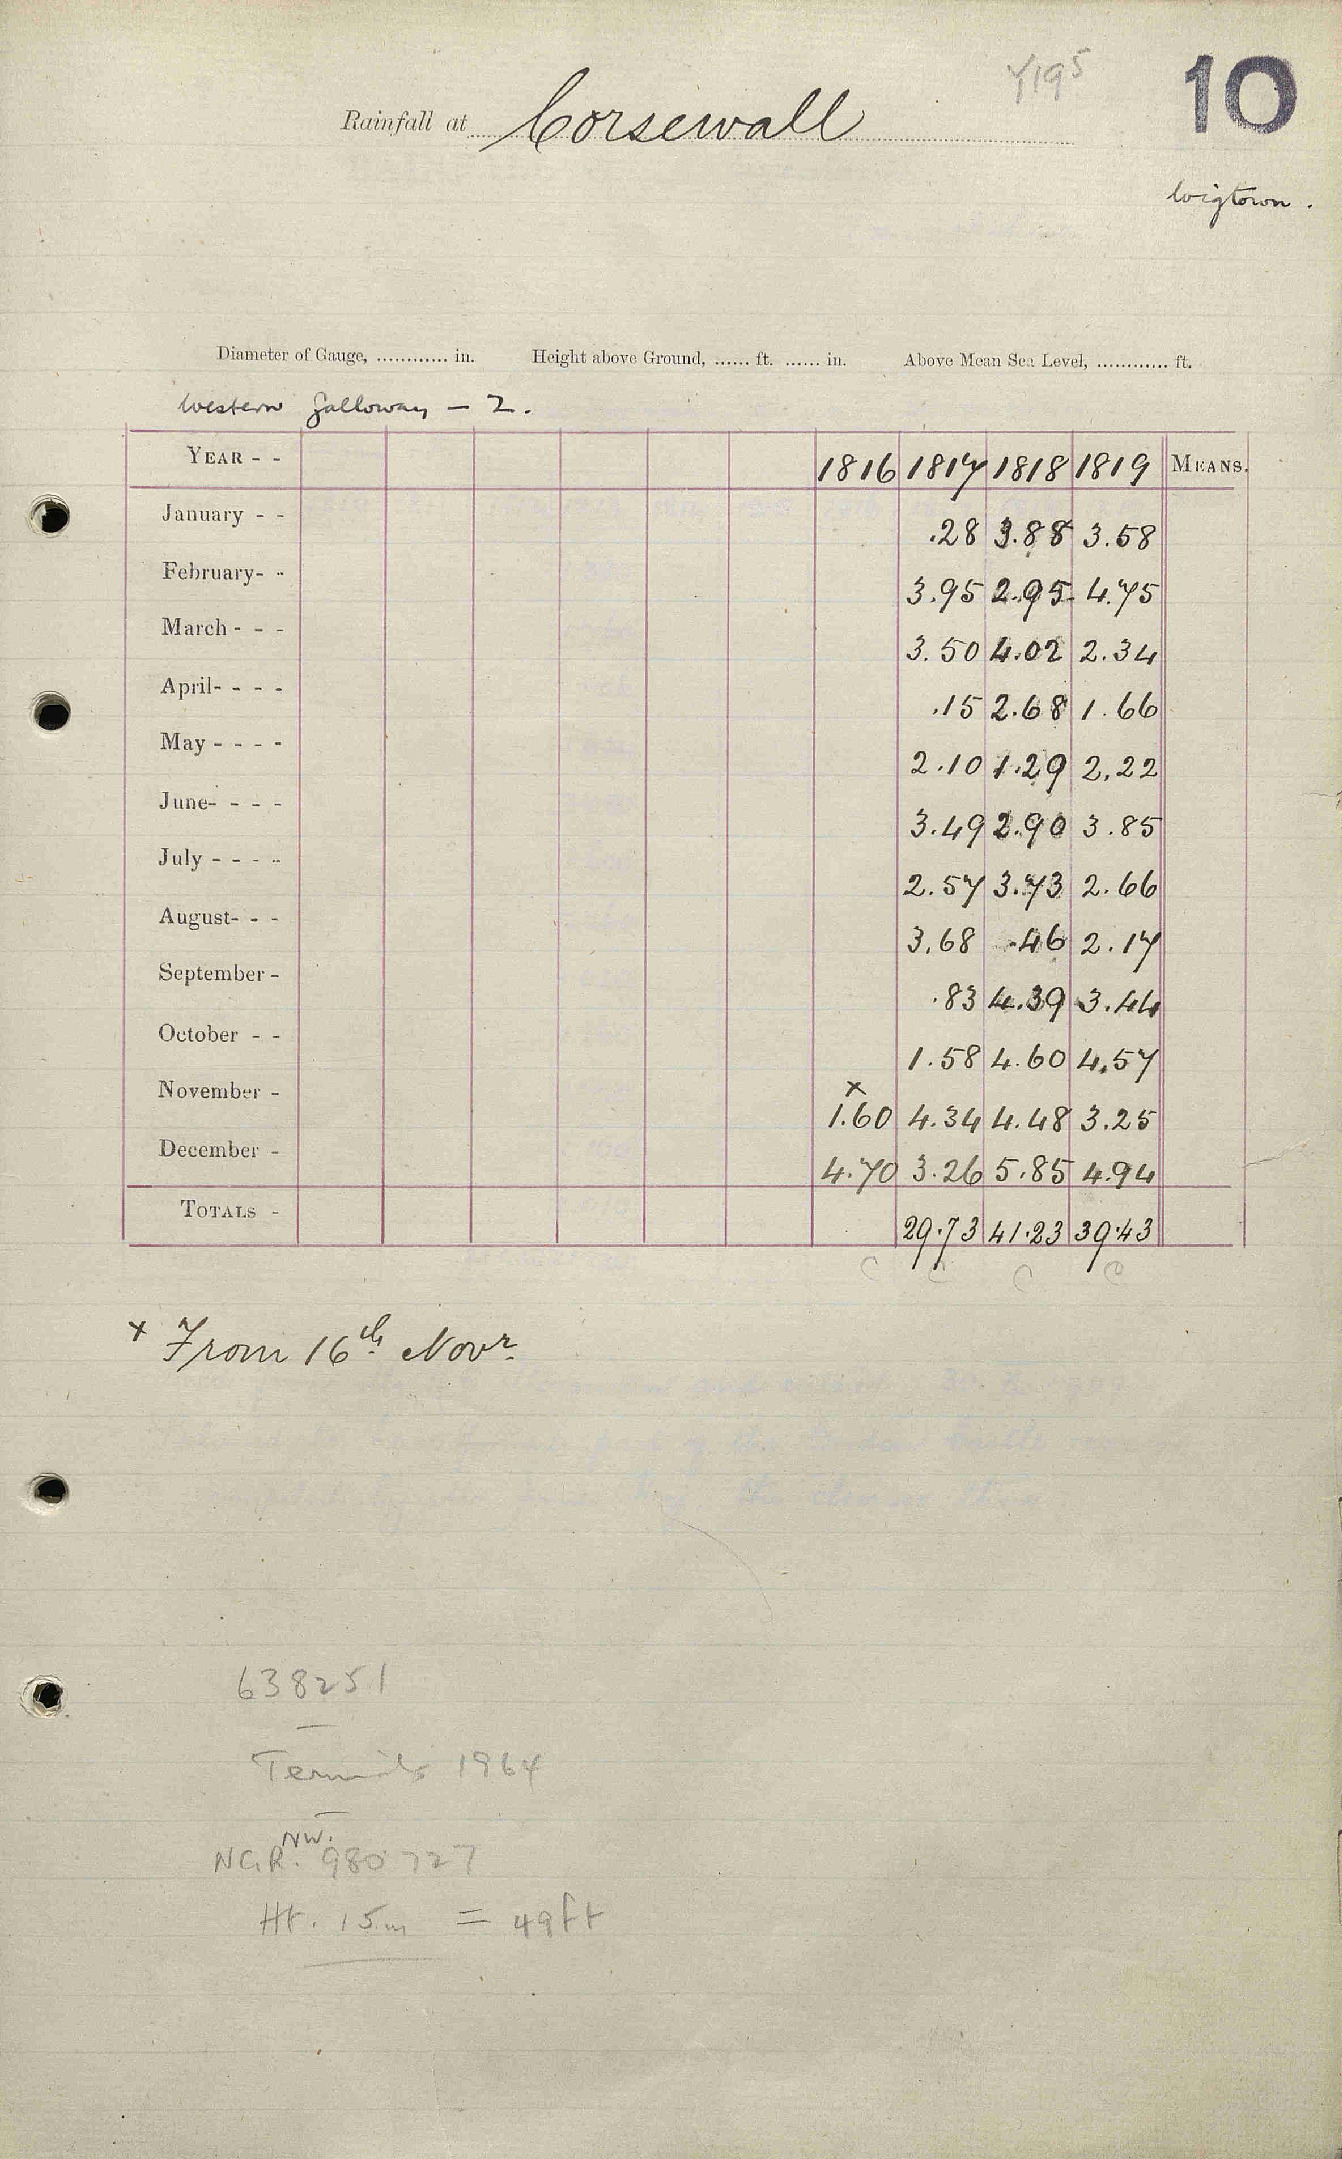 Y195
10
Rainfall at Corsewall
Wigtown.
Diameter of Gauge, ............ in. Height above Ground, ...... ft. ...... in. Above Mean Sea Level, ............ ft.
Western Galloway - 2.
YEAR - - 1816 1817 1818 1819 MEANS.
January - - .28 3.88 3.58
February- - 3.95 2.95 4.75
March - - - 3.50 4.02 2.34
April- - - - .15 2.68 1.66
May - - - - 2.10 1.29 2.22
June- - - - 3.49 2.90 3.85
July - - - - 2.57 3.73 2.66
August- - - 3.68 .46 2.17
September - .83 4.39 3.44
October - - 1.58 4.60 4.57
x
November - 1.60 4.34 4.48 3.25
December - 4.70 3.26 5.85 4.94
TOTALS - 29.73 41.23 39.43
C C C C
x From 16th Novr.
638251
1964
NW.
NGR. 980727
Ht. 15m = 49ft